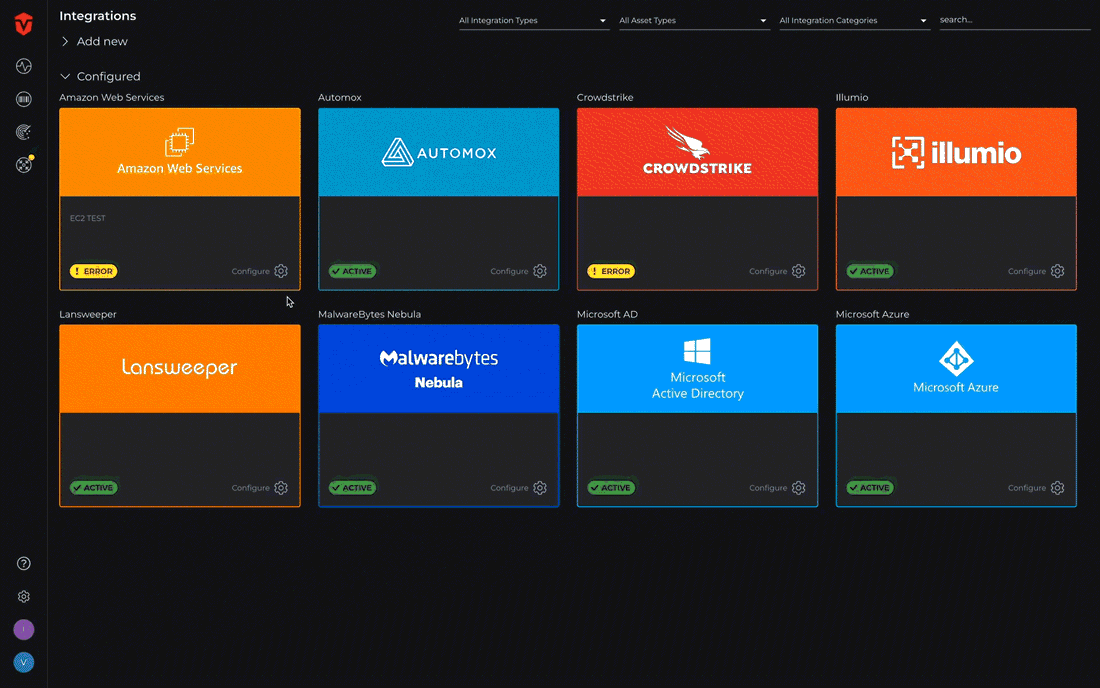 Integrations
All Integration Types
All Asset Types
All Integration Categories
search...
Add new
Configured
Amazon Web Services
Automox
Crowdstrike
Illumio
Amazon Web Services
AUTOMOX
CROWDSTRIKE
illumio
EC2 TEST
! ERROR
Configure
ACTIVE
Configure
! ERROR
Configure
ACTIVE
Configure
Lansweeper
MalwareBytes Nebula
Microsoft AD
Microsoft Azure
Lansweeper
Malwarebytes
Nebula
Microsoft
Active Directory
Microsoft Azure
ACTIVE
Configure
ACTIVE
Configure
ACTIVE
Configure
ACTIVE
Configure
?
I
V